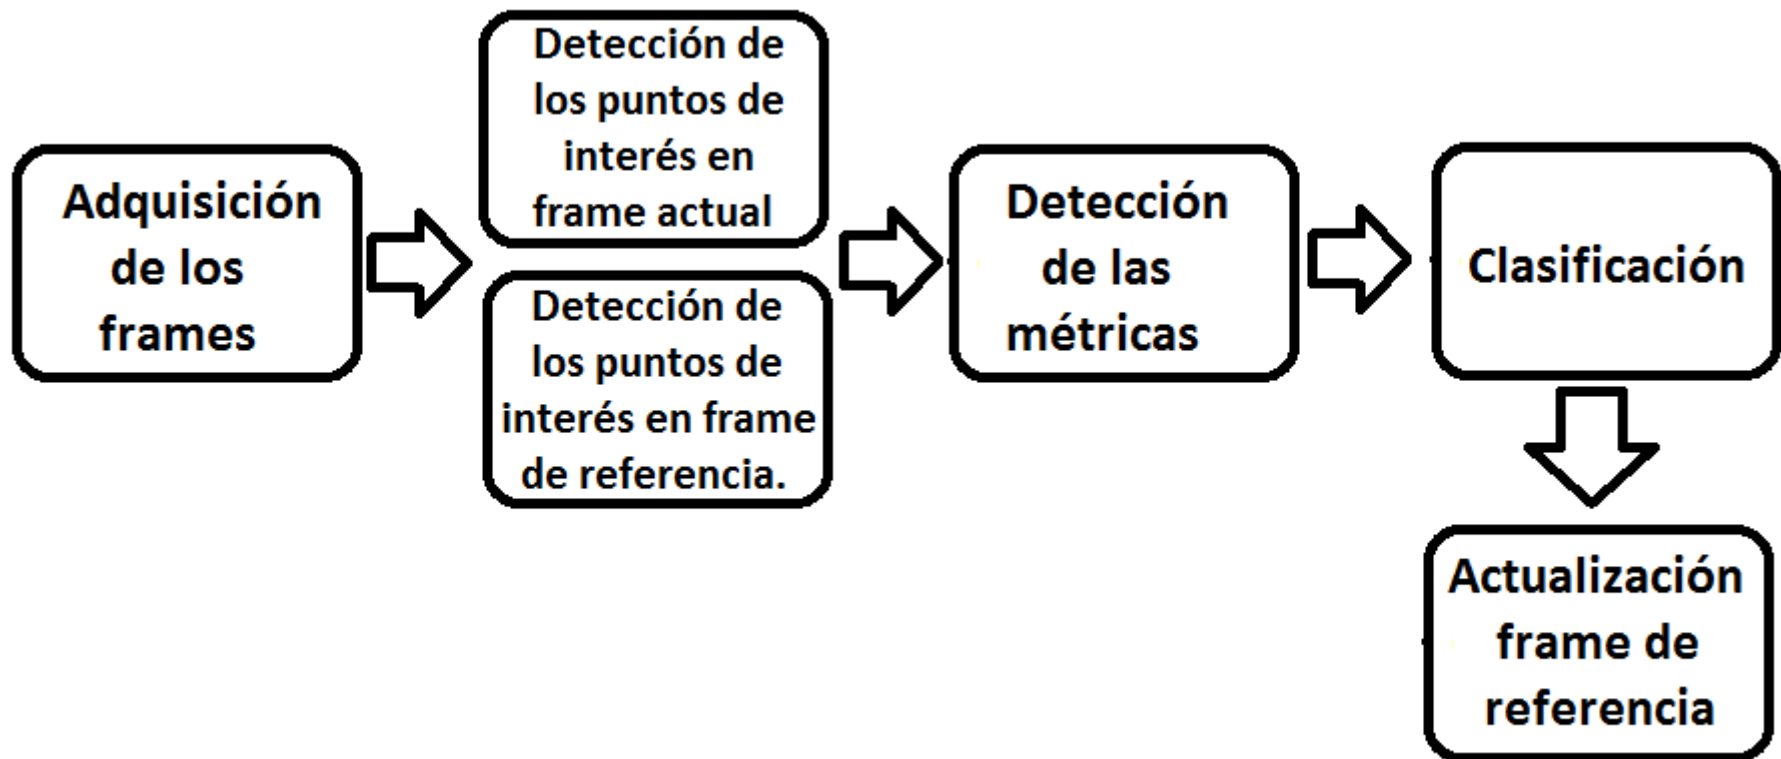 Adquisición
de los
frames
Detección de
los puntos de
interés en
frame actual
Detección de
los puntos de
interés en frame
de referencia.
Detección
de las
métricas
Clasificación
Actualización
frame de
referencia